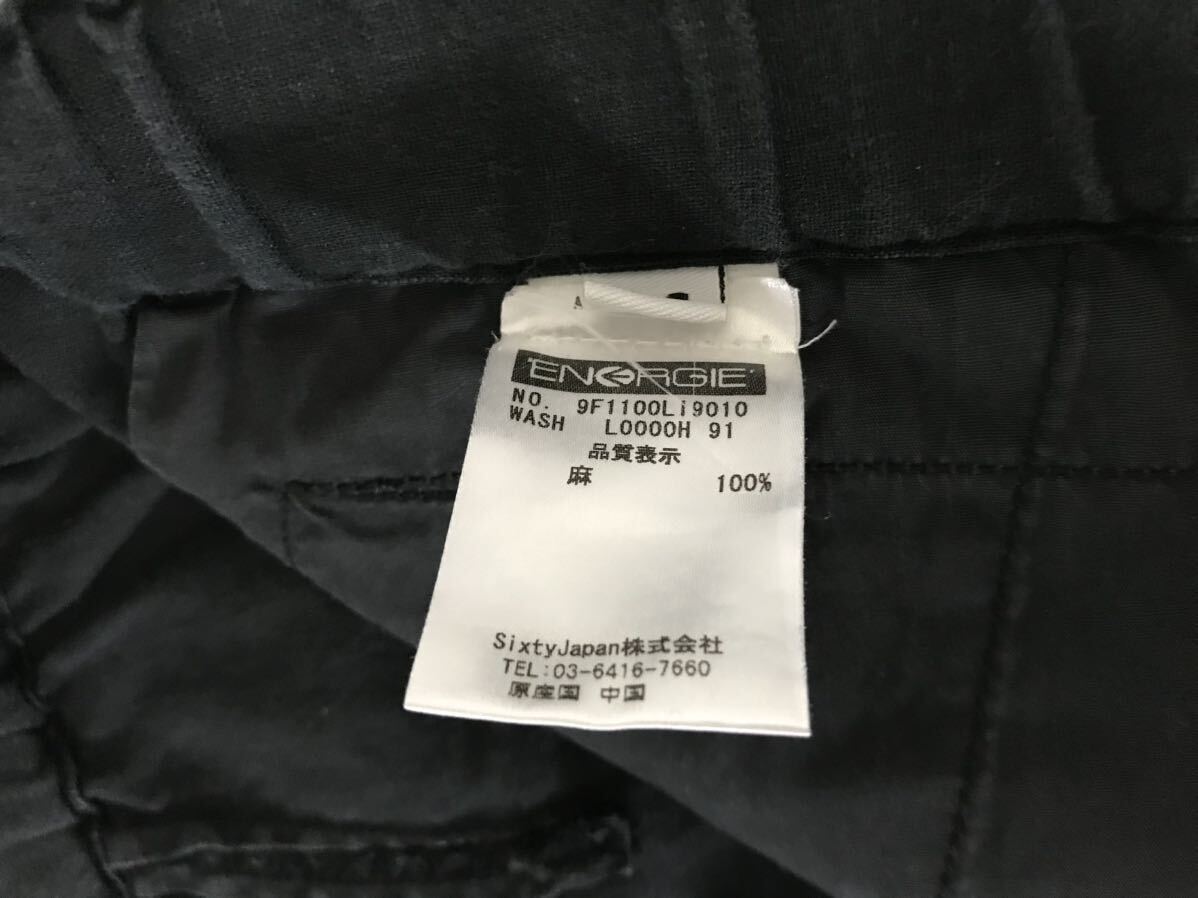 A
ENERGIE
NO. 9F1100Li9010
WASH L0000H 91
品質表示
麻 100%
SixtyJapan株式会社
TEL:03-6416-7660
原産国 中国